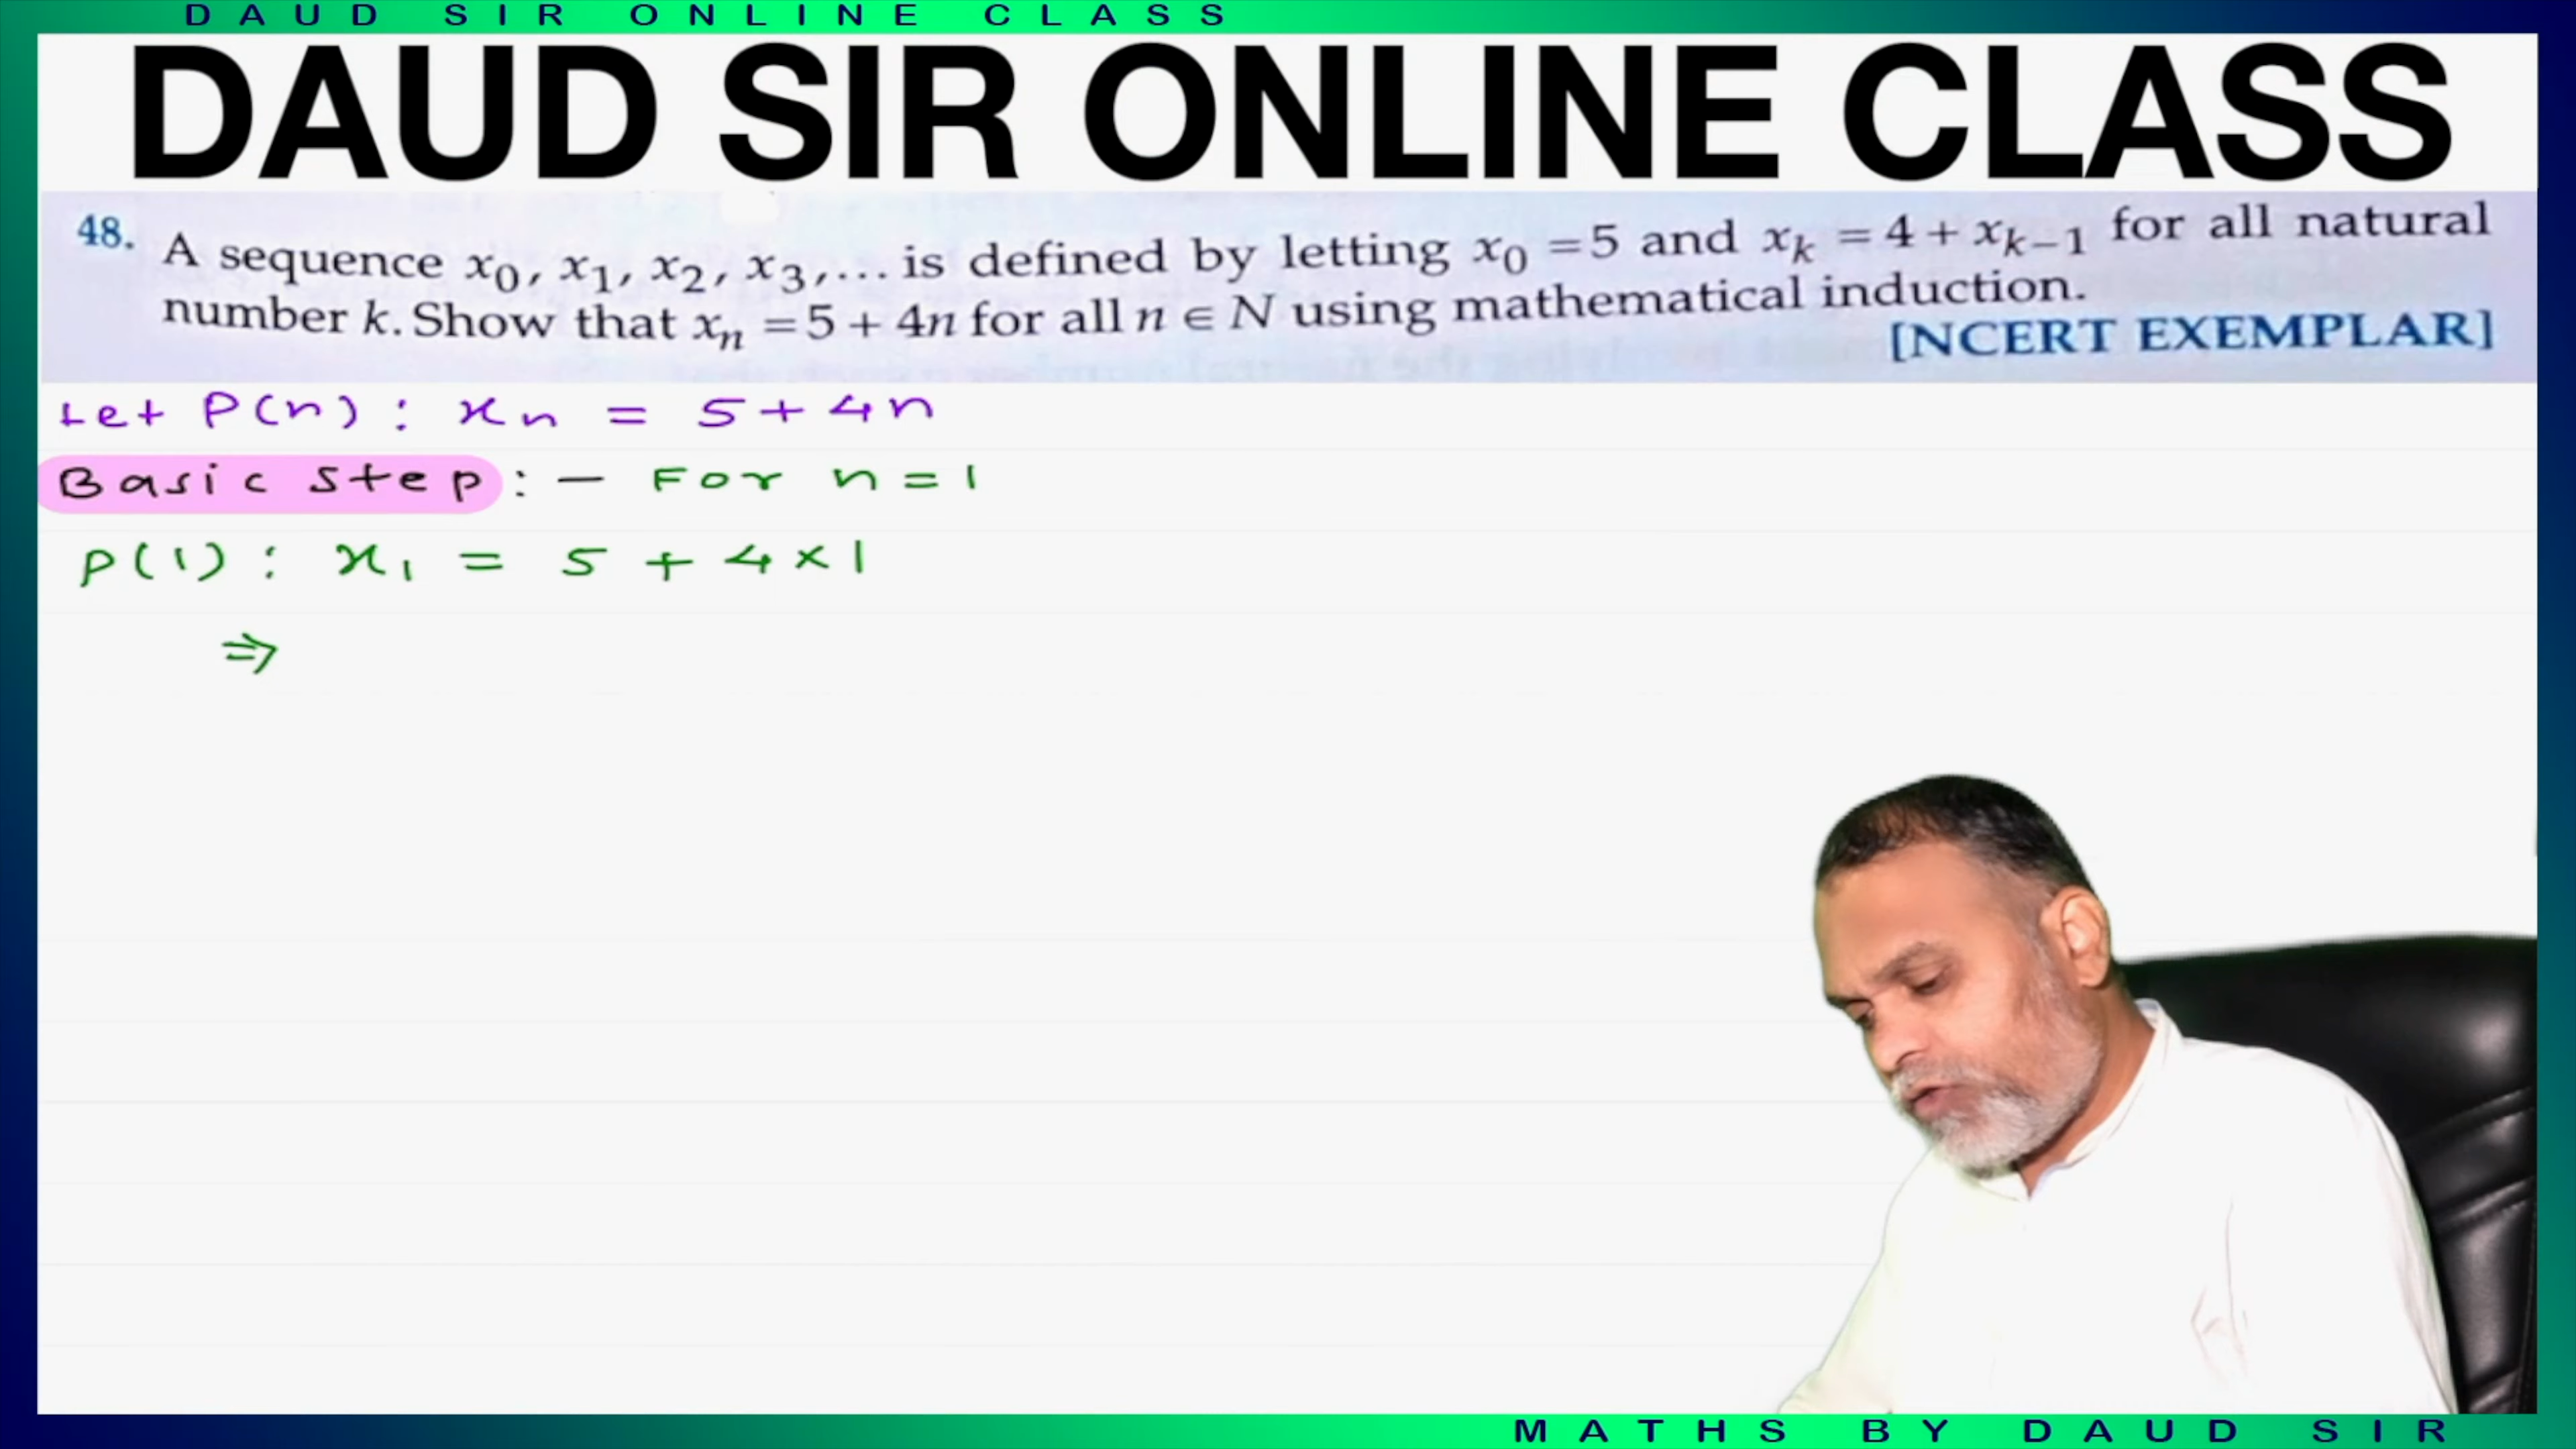 DAUD SIR ONLINE CLASS
DAUD SIR ONLINE CLASS
48. A sequence x₀, x₁, x₂, x₃,... is defined by letting x₀ = 5 and xₖ = 4 + xₖ₋₁ for all natural
number k. Show that xₙ = 5 + 4n for all n ∈ N using mathematical induction.
[NCERT EXEMPLAR]
Let P(n) : xₙ = 5 + 4n
Basic Step : — For n = 1
P(1) : x₁ = 5 + 4 × 1
⇒
MATHS BY DAUD SIR